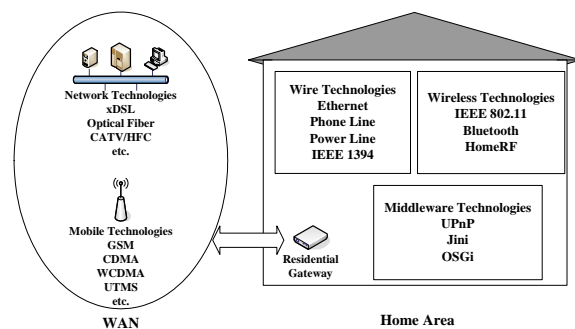 Network Technologies
xDSL
Optical Fiber
CATV/HFC
etc.
Mobile Technologies
GSM
CDMA
WCDMA
UTMS
etc.
WAN
Wire Technologies
Ethernet
Phone Line
Power Line
IEEE 1394
Wireless Technologies
IEEE 802.11
Bluetooth
HomeRF
Middleware Technologies
UPnP
Jini
OSGi
Residential
Gateway
Home Area